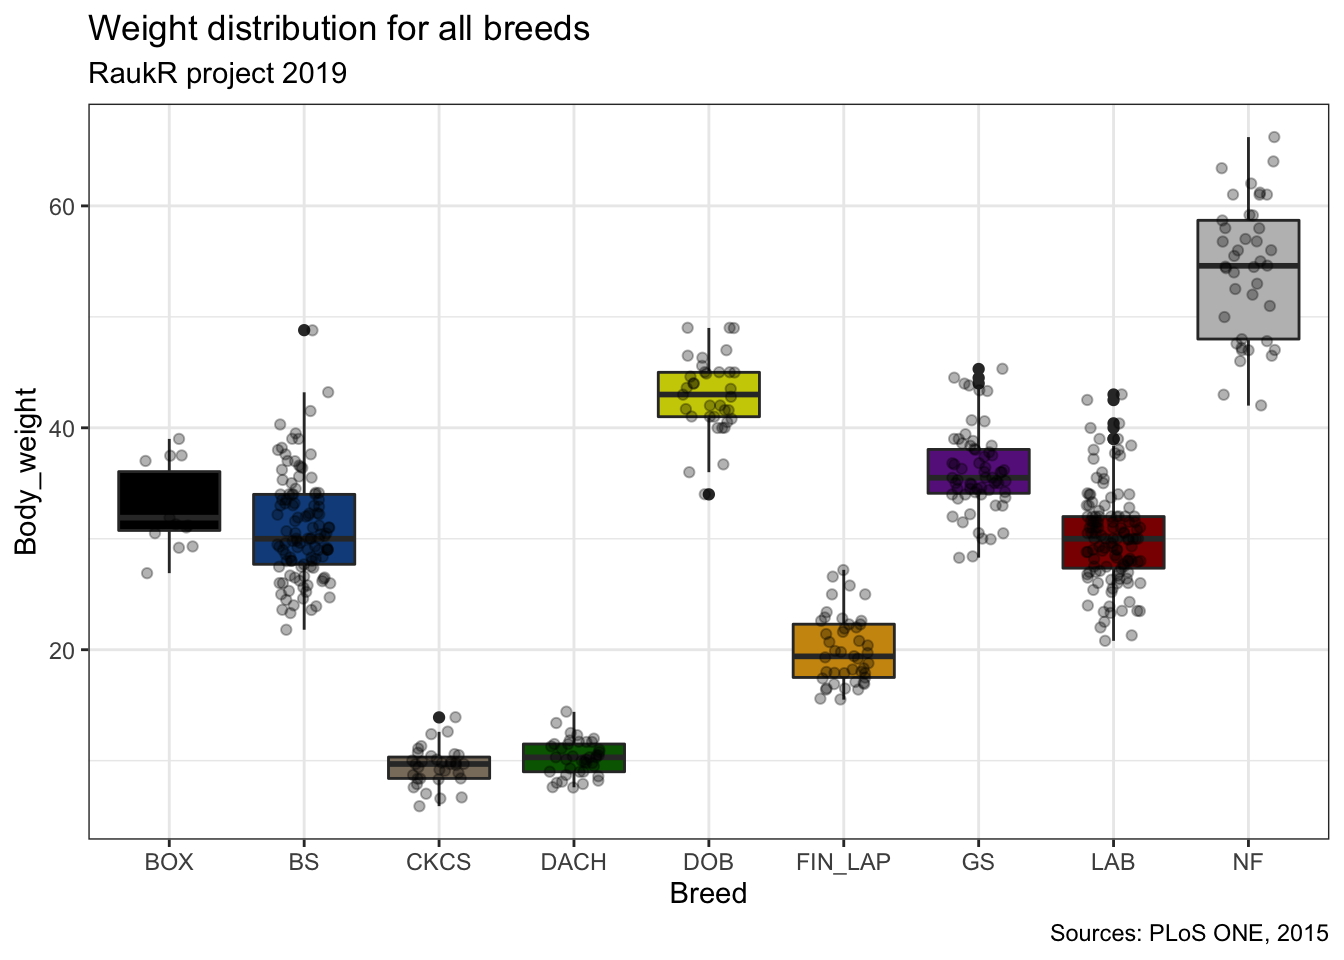 Weight distribution for all breeds
RaukR project 2019
Body_weight
60
40
20
BOX BS CKCS DACH DOB FIN_LAP GS LAB NF
Breed
Sources: PLoS ONE, 2015